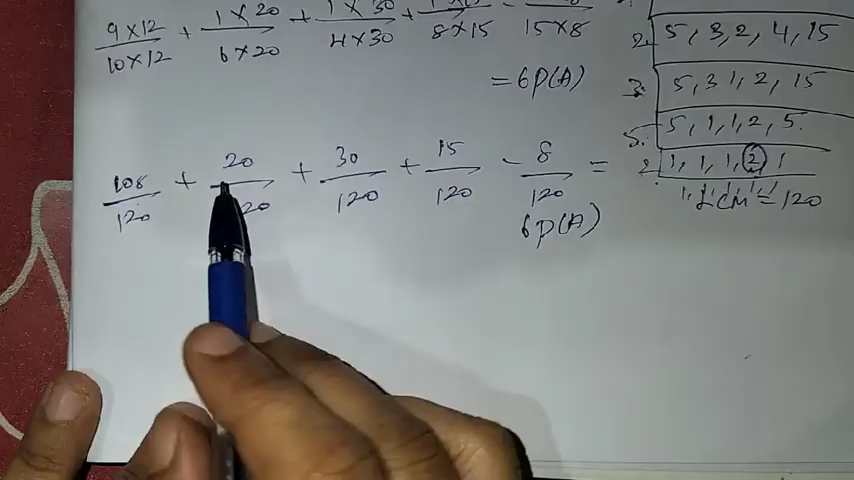 9×12/10×12 + 1×20/6×20 + 1×30/4×30 + /8×15 /15×8
= 6P(A)
108/120 + 20/20 + 30/120 + 15/120 - 8/120 =
6P(A)
2 5, 3, 2, 4, 15
3. 5, 3 1, 2, 15
5. 5, 1, 1, 2, 5.
2 1, 1, 1, 2, 1
LCM = 120